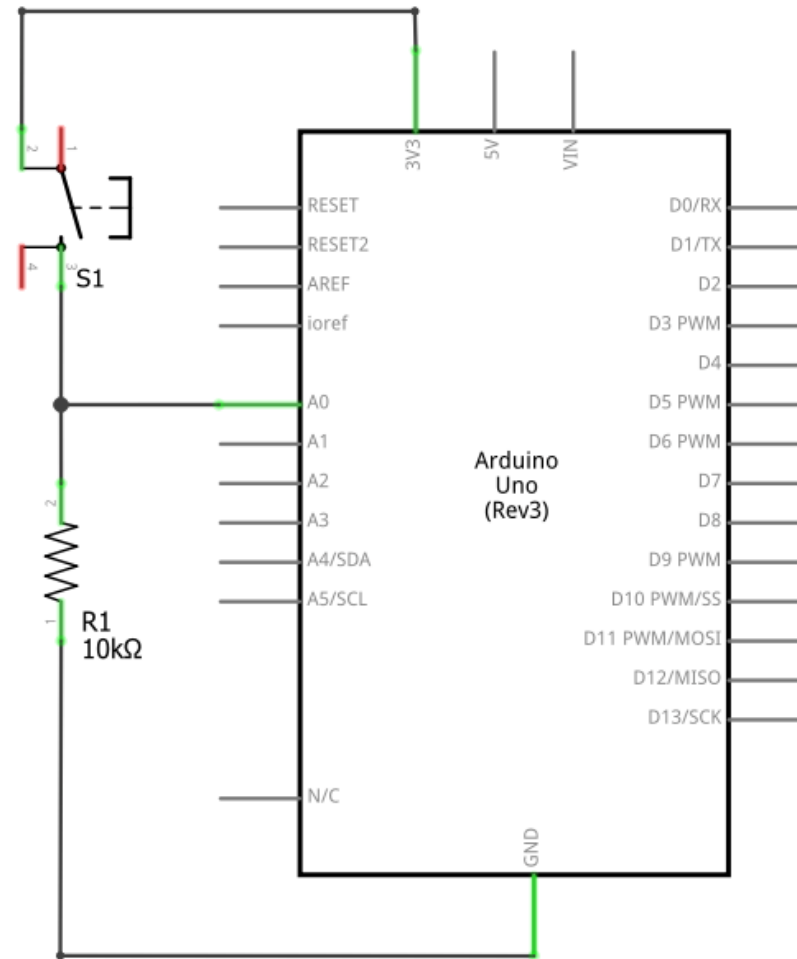 3V3
5V
VIN
2
1
4
3
S1
RESET
RESET2
AREF
ioref
A0
A1
A2
A3
A4/SDA
A5/SCL
N/C
D0/RX
D1/TX
D2
D3 PWM
D4
D5 PWM
D6 PWM
D7
D8
D9 PWM
D10 PWM/SS
D11 PWM/MOSI
D12/MISO
D13/SCK
Arduino
Uno
(Rev3)
2
1
R1
10kΩ
GND